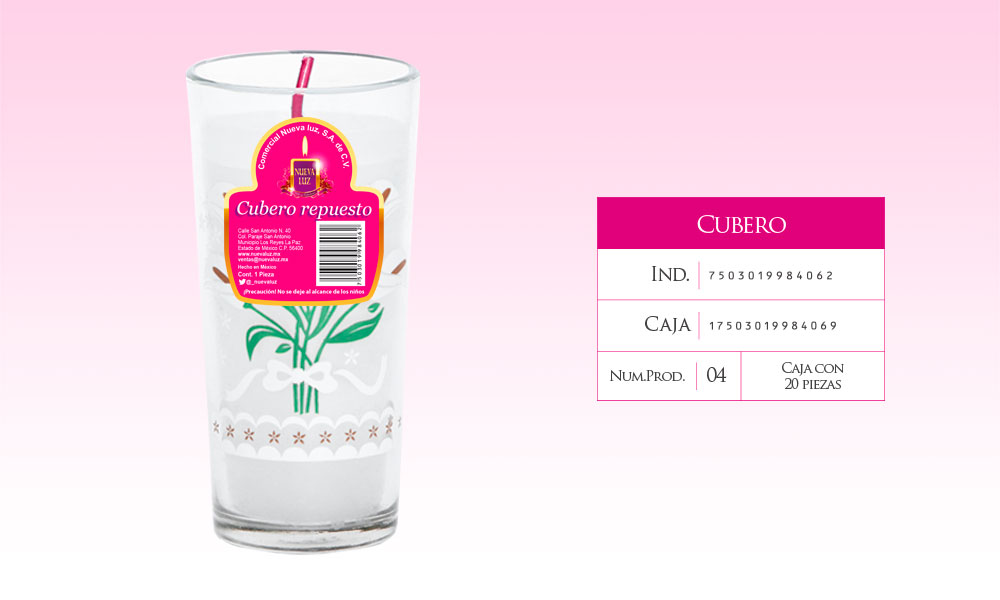 Comercial Nueva luz, S.A. de C.V.
NUEVA
LUZ
Cubero repuesto
Calle San Antonio N. 40
Col. Paraje San Antonio
Municipio Los Reyes La Paz
Estado de México C.P. 56400.
www.nuevaluz.mx
ventas@nuevaluz.mx
Hecho en Mexico
Cont. 1 Pieza
@_nuevaluz
7503019984062
¡Precaución! No se deje al alcance de los niños
CUBERO
IND. 7503019984062
CAJA 17503019984069
NUM.PROD. 04
CAJA CON
20 PIEZAS